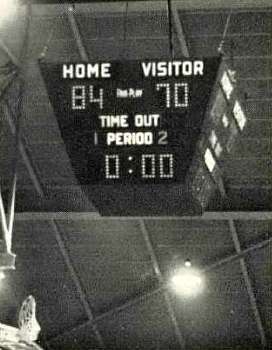 HOME VISITOR
84 70
TIME OUT
1 PERIOD 2
0:00